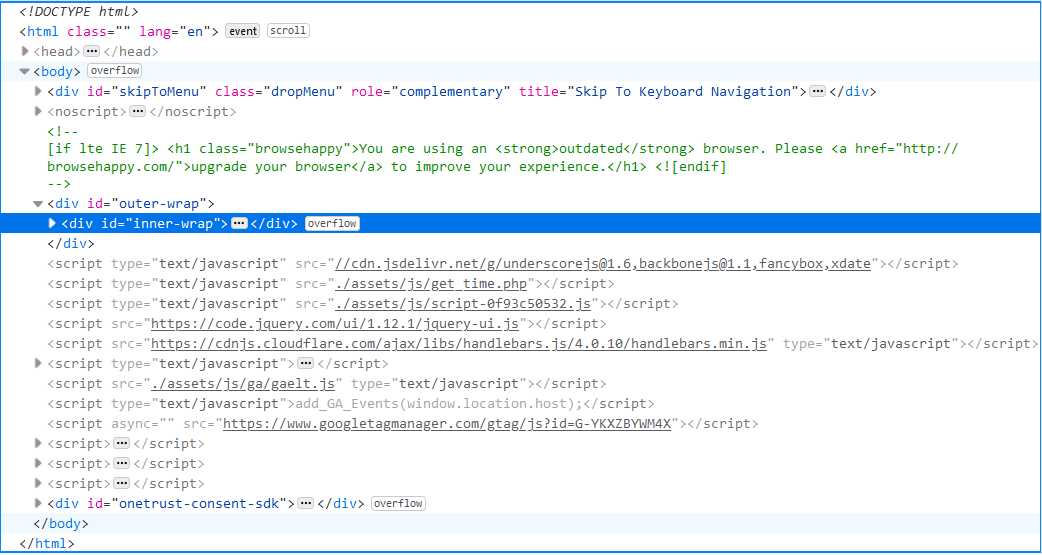 <!DOCTYPE html>
<html class="" lang="en"> event scroll
<head>⋯</head>
<body> overflow
<div id="skipToMenu" class="dropMenu" role="complementary" title="Skip To Keyboard Navigation">⋯</div>
<noscript>⋯</noscript>
<!--
[if lte IE 7]> <h1 class="browsehappy">You are using an <strong>outdated</strong> browser. Please <a href="http://
browsehappy.com/">upgrade your browser</a> to improve your experience.</h1> <![endif]
-->
<div id="outer-wrap">
<div id="inner-wrap">⋯</div> overflow
</div>
<script type="text/javascript" src="//cdn.jsdelivr.net/g/underscorejs@1.6,backbonejs@1.1,fancybox,xdate"></script>
<script type="text/javascript" src="./assets/js/get_time.php"></script>
<script type="text/javascript" src="./assets/js/script-0f93c50532.js"></script>
<script src="https://code.jquery.com/ui/1.12.1/jquery-ui.js"></script>
<script src="https://cdnjs.cloudflare.com/ajax/libs/handlebars.js/4.0.10/handlebars.min.js" type="text/javascript"></script>
<script type="text/javascript">⋯</script>
<script src="./assets/js/ga/gaelt.js" type="text/javascript"></script>
<script type="text/javascript">add_GA_Events(window.location.host);</script>
<script async="" src="https://www.googletagmanager.com/gtag/js?id=G-YKXZBYWM4X"></script>
<script>⋯</script>
<script>⋯</script>
<script>⋯</script>
<div id="onetrust-consent-sdk">⋯</div> overflow
</body>
</html>